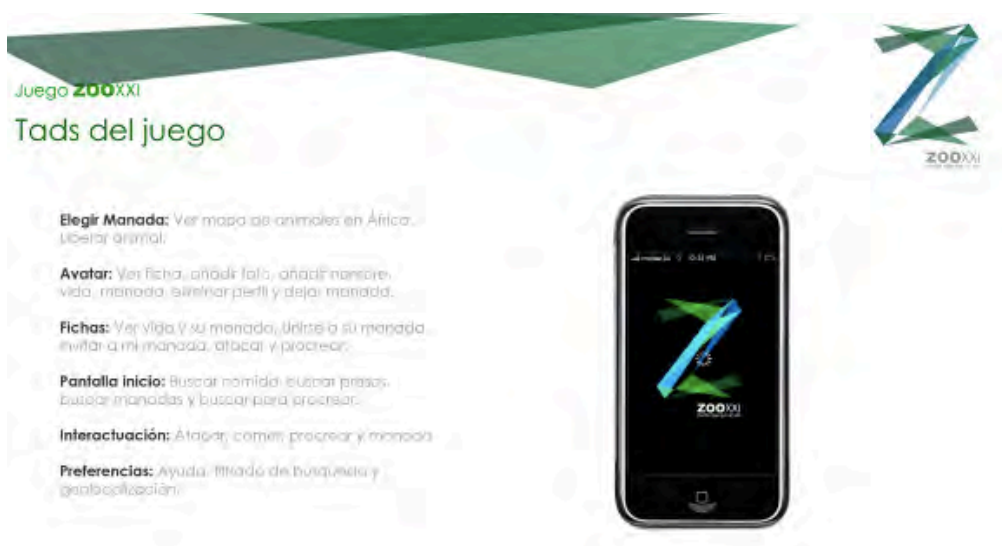 Juego ZOOXXI
Tads del juego
ZOOXXI
Elegir Manada: Ver mapa de animales en África.
Liberar animal.
Avatar: Ver ficha, añadir foto, añadir nombre,
vida, manada, eliminar perfil y dejar manada.
Fichas: Ver vida y su manada. Unirse a su manada
invitar a mi manada, atacar y procrear.
Pantalla inicio: Buscar comida, buscar presas,
buscar manadas y buscar para procrear.
Interactuación: Atacar, comer, procrear y manada
Preferencias: Ayuda, filtrado de búsqueda y
geolocalización.
ZOOXXI